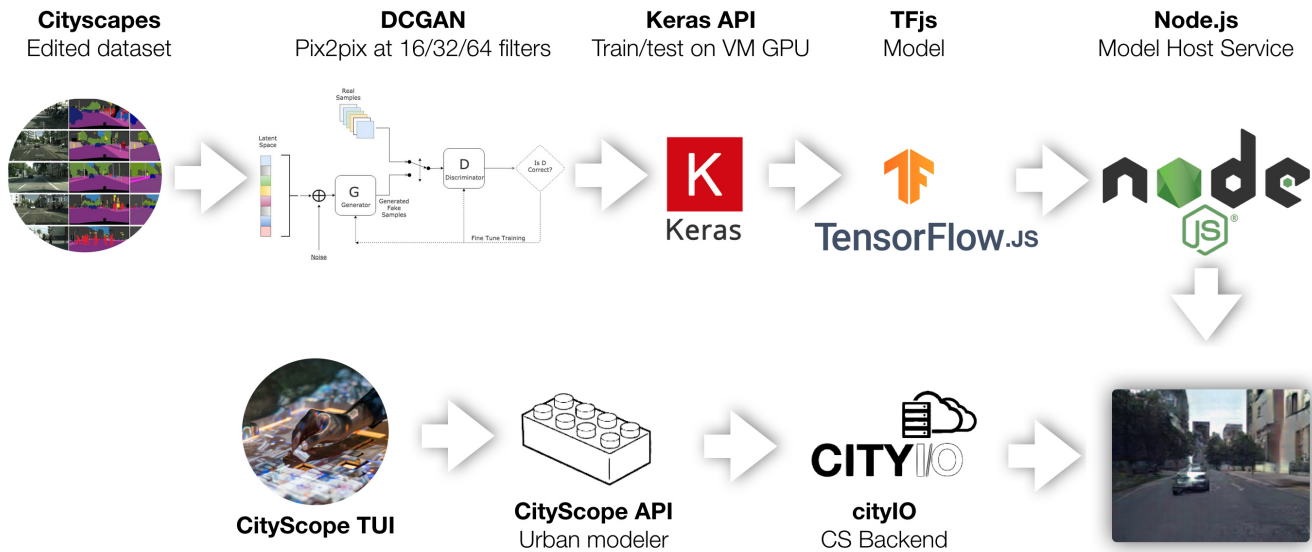 Cityscapes
Edited dataset
DCGAN
Pix2pix at 16/32/64 filters
Keras API
Train/test on VM GPU
TFjs
Model
Node.js
Model Host Service
Real
Samples
Latent
Space
G
Generator
Noise
Generated
Fake
Samples
D
Discriminator
Is D
Correct?
Fine Tune Training
K
Keras
TF
TensorFlow.JS
node
JS®
CityScope TUI
CityScope API
Urban modeler
CITY I/O
cityIO
CS Backend